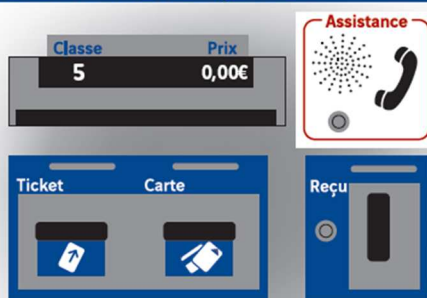 Assistance
Classe Prix
5 0,00€
Ticket Carte
Reçu